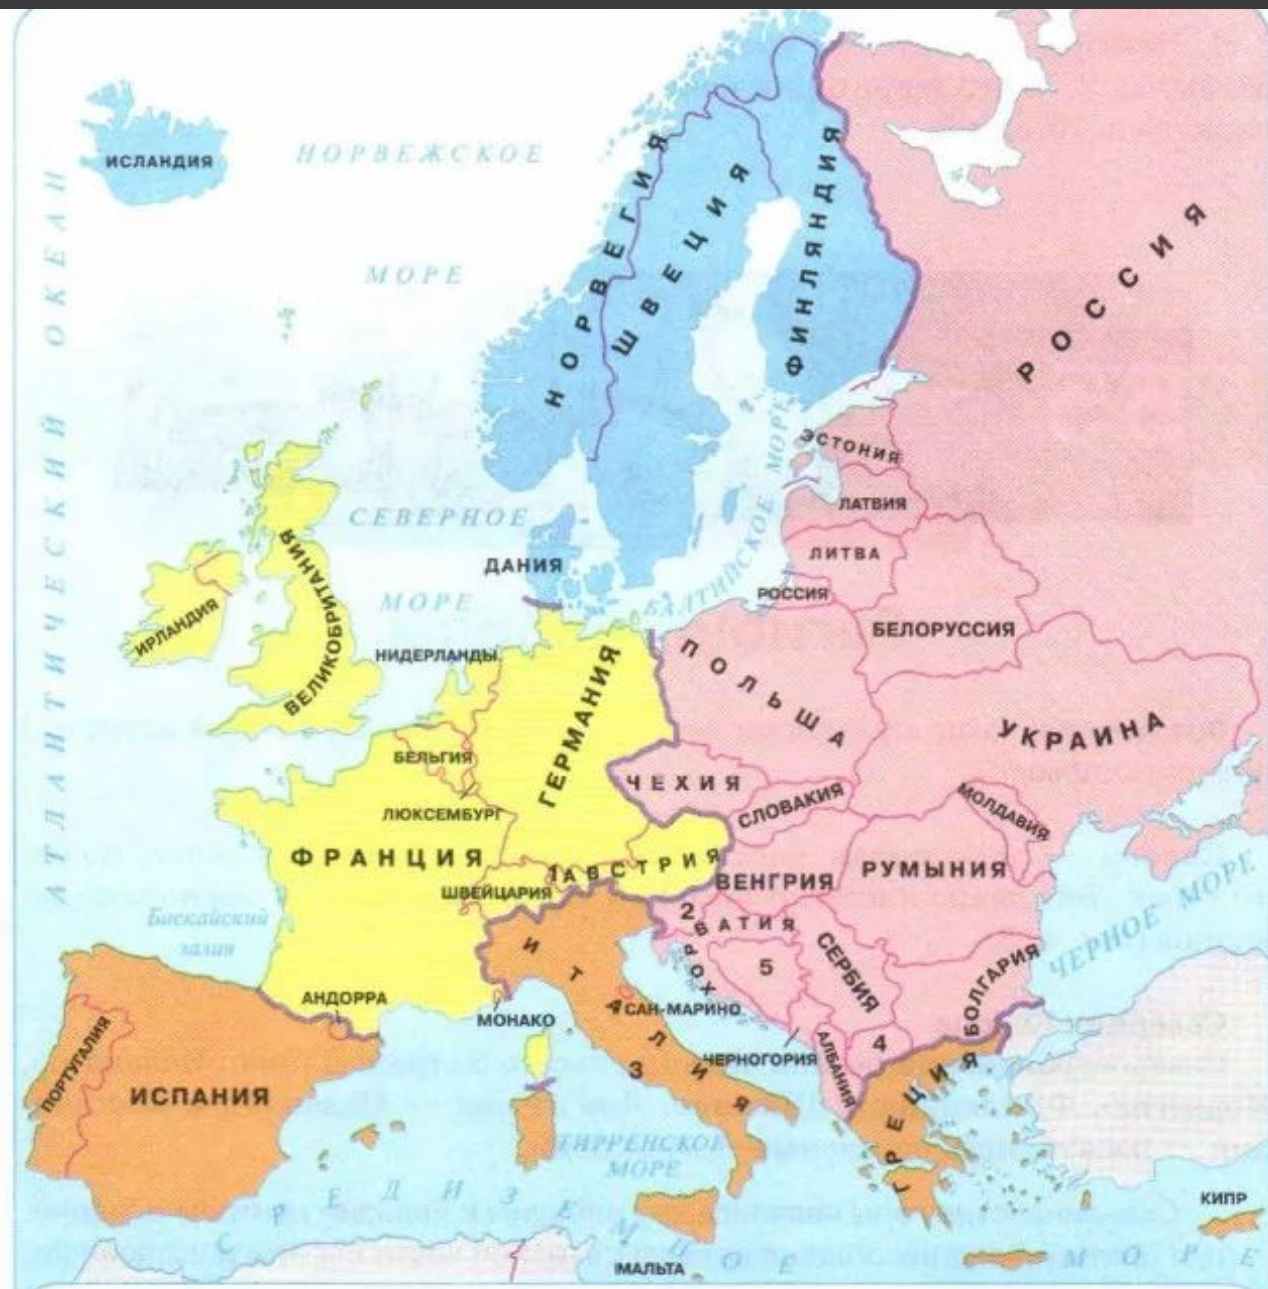 ИСЛАНДИЯ
НОРВЕЖСКОЕ
МОРЕ
АТЛАНТИЧЕСКИЙ ОКЕАН
НОРВЕГИЯ
ШВЕЦИЯ
ФИНЛЯНДИЯ
РОССИЯ
ЭСТОНИЯ
ЛАТВИЯ
ЛИТВА
РОССИЯ
БАЛТИЙСКОЕ МОРЕ
СЕВЕРНОЕ
МОРЕ
ДАНИЯ
ИРЛАНДИЯ
ВЕЛИКОБРИТАНИЯ
НИДЕРЛАНДЫ
БЕЛЬГИЯ
ЛЮКСЕМБУРГ
ГЕРМАНИЯ
ПОЛЬША
БЕЛОРУССИЯ
УКРАИНА
ЧЕХИЯ
СЛОВАКИЯ
МОЛДАВИЯ
ФРАНЦИЯ
ШВЕЙЦАРИЯ
1
АВСТРИЯ
ВЕНГРИЯ
РУМЫНИЯ
2
ХОРВАТИЯ
5
СЕРБИЯ
БОЛГАРИЯ
ЧЕРНОЕ МОРЕ
Бискайский
залив
АНДОРРА
МОНАКО
ИТАЛИЯ
САН-МАРИНО
3
ЧЕРНОГОРИЯ
АЛБАНИЯ
4
ГРЕЦИЯ
ПОРТУГАЛИЯ
ИСПАНИЯ
ТИРРЕНСКОЕ
МОРЕ
КИПР
МАЛЬТА
МОРЕ